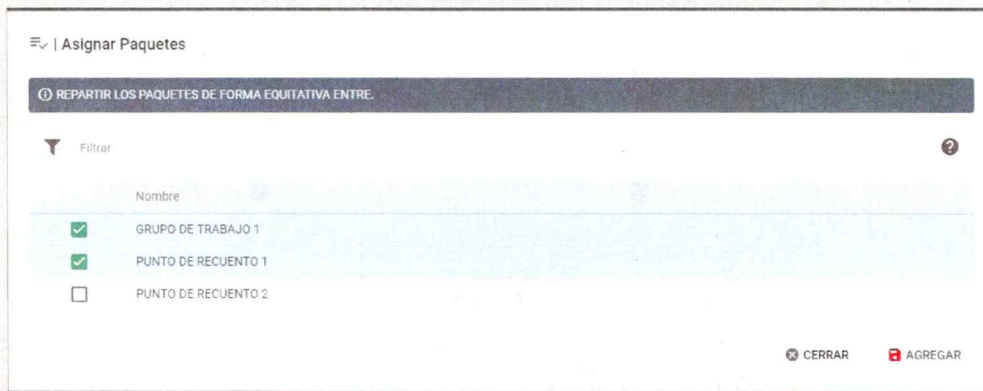 | Asignar Paquetes
REPARTIR LOS PAQUETES DE FORMA EQUITATIVA ENTRE.
Filtrar
Nombre
GRUPO DE TRABAJO 1
PUNTO DE RECUENTO 1
PUNTO DE RECUENTO 2
CERRAR AGREGAR